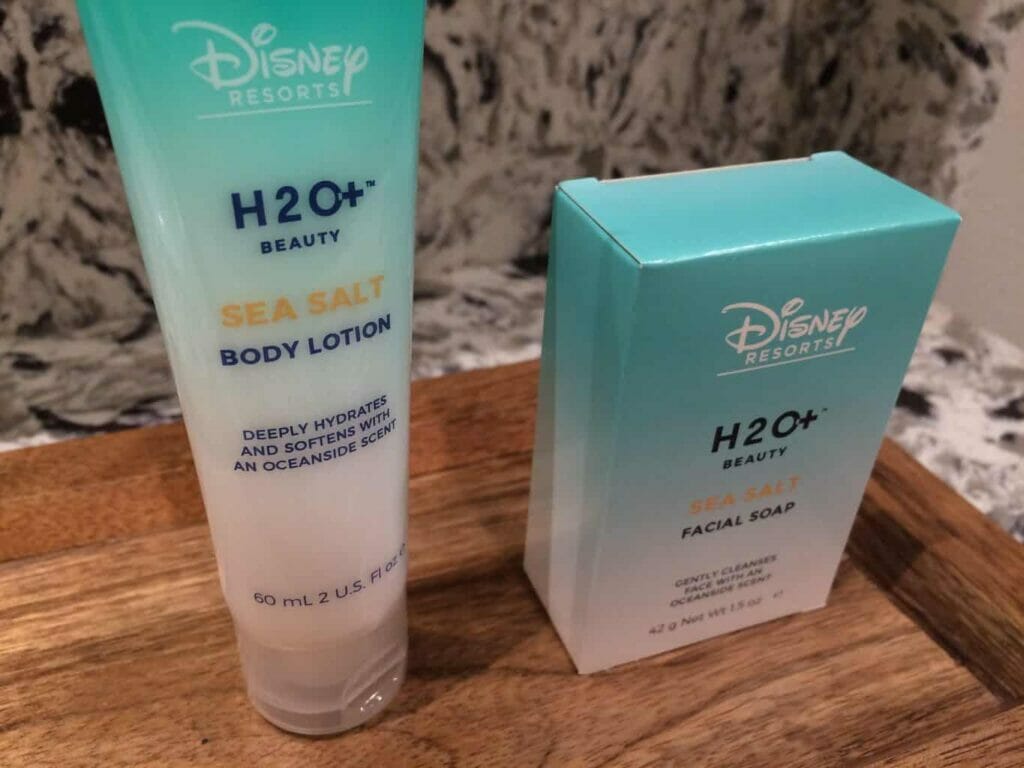 Disney
RESORTS
H2O+™
BEAUTY
SEA SALT
BODY LOTION
DEEPLY HYDRATES
AND SOFTENS WITH
AN OCEANSIDE SCENT
60 mL 2 U.S. Fl oz
Disney
RESORTS
H2O+
BEAUTY
SEA SALT
FACIAL SOAP
GENTLY CLEANSES
FACE WITH AN
OCEANSIDE SCENT
42 g Net Wt 1.5 oz ℮